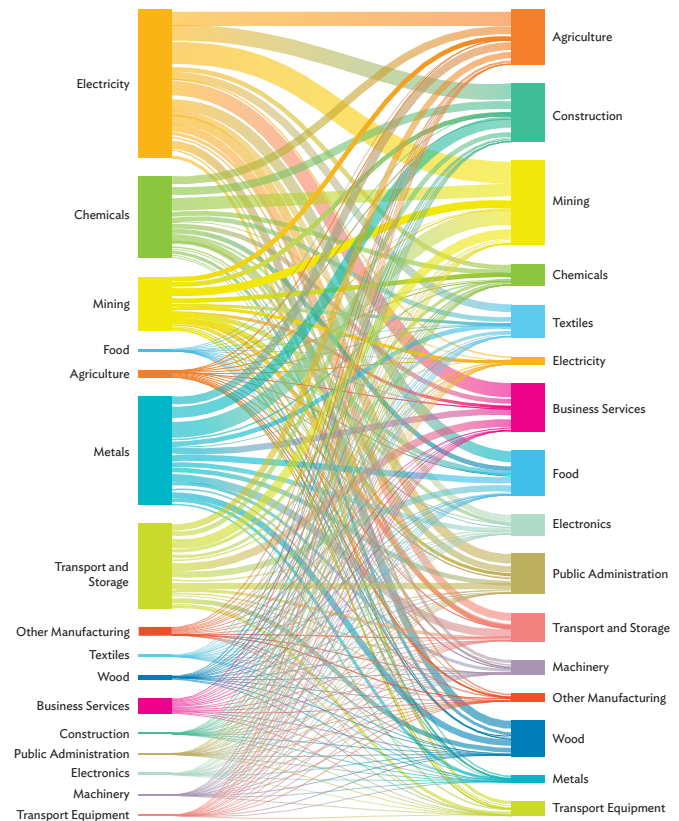 Electricity
Chemicals
Mining
Food
Agriculture
Metals
Transport and
Storage
Other Manufacturing
Textiles
Wood
Business Services
Construction
Public Administration
Electronics
Machinery
Transport Equipment
Agriculture
Construction
Mining
Chemicals
Textiles
Electricity
Business Services
Food
Electronics
Public Administration
Transport and Storage
Machinery
Other Manufacturing
Wood
Metals
Transport Equipment